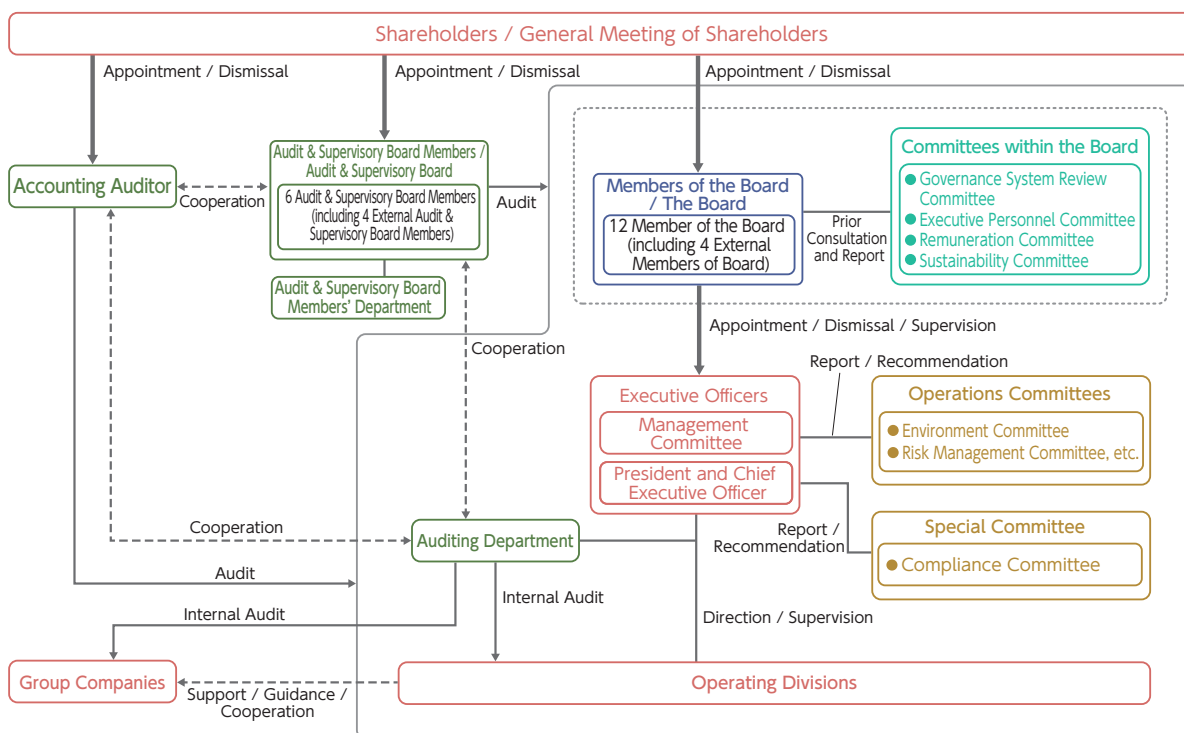 Shareholders / General Meeting of Shareholders
Appointment / Dismissal
Appointment / Dismissal
Appointment / Dismissal
Accounting Auditor
Cooperation
Audit & Supervisory Board Members /
Audit & Supervisory Board
6 Audit & Supervisory Board Members
(including 4 External Audit &
Supervisory Board Members)
Audit
Audit & Supervisory Board
Members' Department
Members of the Board
/ The Board
12 Member of the Board
(including 4 External
Members of Board)
Prior
Consultation
and Report
Committees within the Board
● Governance System Review
Committee
● Executive Personnel Committee
● Remuneration Committee
● Sustainability Committee
Cooperation
Appointment / Dismissal / Supervision
Report / Recommendation
Executive Officers
Management
Committee
President and Chief
Executive Officer
Operations Committees
● Environment Committee
● Risk Management Committee, etc.
Report /
Recommendation
Special Committee
● Compliance Committee
Cooperation
Auditing Department
Audit
Internal Audit
Internal Audit
Direction / Supervision
Group Companies
Support / Guidance /
Cooperation
Operating Divisions